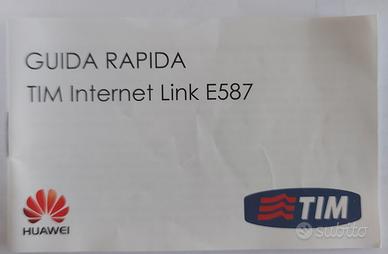 GUIDA RAPIDA
TIM Internet Link E587
HUAWEI
TIM
subito